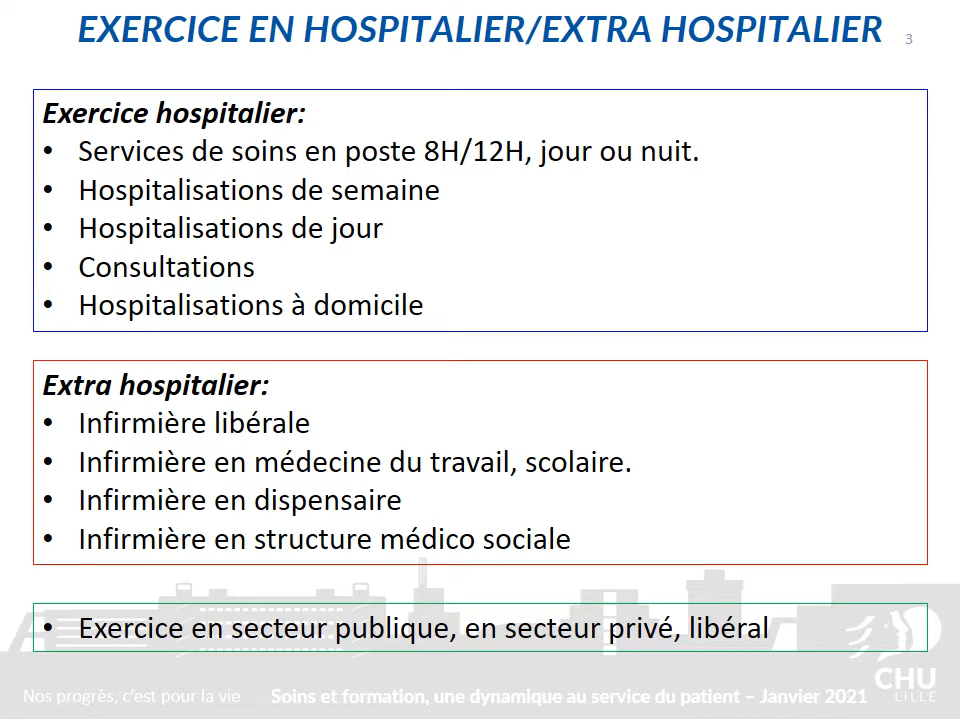 EXERCICE EN HOSPITALIER/EXTRA HOSPITALIER
3
Exercice hospitalier:
• Services de soins en poste 8H/12H, jour ou nuit.
• Hospitalisations de semaine
• Hospitalisations de jour
• Consultations
• Hospitalisations à domicile
Extra hospitalier:
• Infirmière libérale
• Infirmière en médecine du travail, scolaire.
• Infirmière en dispensaire
• Infirmière en structure médico sociale
• Exercice en secteur publique, en secteur privé, libéral
Nos progrès, c'est pour la vie
Soins et formation, une dynamique au service du patient – Janvier 2021
CHU
LILLE